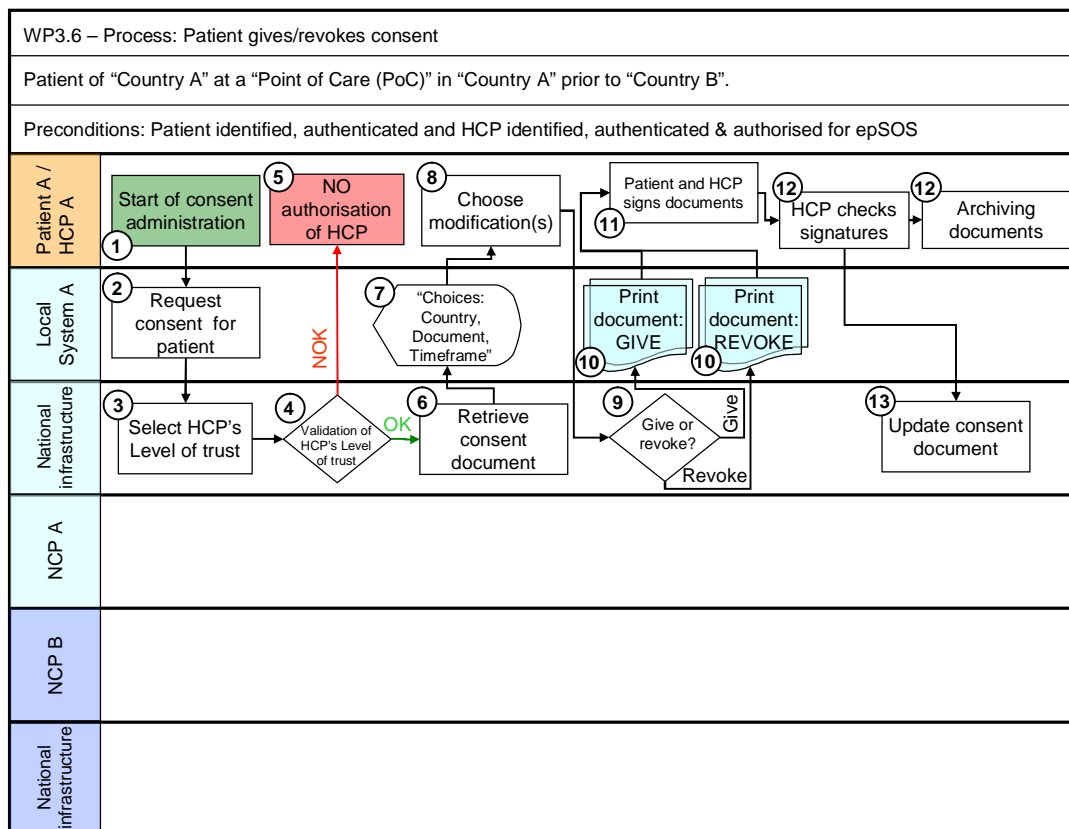 WP3.6 – Process: Patient gives/revokes consent
Patient of “Country A” at a “Point of Care (PoC)” in “Country A” prior to “Country B”.
Preconditions: Patient identified, authenticated and HCP identified, authenticated & authorised for epSOS
Patient A /
HCP A
1
Start of consent
administration
5
NO
authorisation
of HCP
8
Choose
modification(s)
11
Patient and HCP
signs documents
12
HCP checks
signatures
12
Archiving
documents
Local
System A
2
Request
consent for
patient
NOK
7
“Choices:
Country,
Document,
Timeframe”
Print
document:
GIVE
10
Print
document:
REVOKE
10
National
infrastructure
3
Select HCP’s
Level of trust
4
Validation of
HCP’s Level
of trust
OK
6
Retrieve
consent
document
9
Give or
revoke?
Give
Revoke
13
Update consent
document
NCP A
NCP B
National
infrastructure